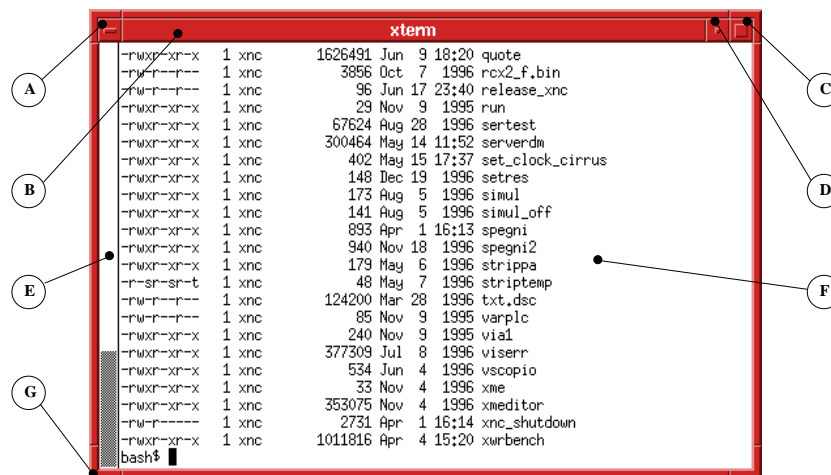 xterm
-rwxr-xr-x 1 xnc 1626491 Jun 9 18:20 quote
-rw-r--r-- 1 xnc 3856 Oct 7 1996 rcx2_f.bin
-rw-r--r-- 1 xnc 96 Jun 17 23:40 release_xnc
-rwxr-xr-x 1 xnc 29 Nov 9 1995 run
-rwxr-xr-x 1 xnc 67624 Aug 28 1996 sertest
-rwxr-xr-x 1 xnc 300464 May 14 11:52 serverdm
-rwxr-xr-x 1 xnc 402 May 15 17:37 set_clock_cirrus
-rwxr-xr-x 1 xnc 148 Dec 19 1996 setres
-rwxr-xr-x 1 xnc 173 Aug 5 1996 simul
-rwxr-xr-x 1 xnc 141 Aug 5 1996 simul_off
-rwxr-xr-x 1 xnc 893 Apr 1 16:13 spegni
-rwxr-xr-x 1 xnc 940 Nov 18 1996 spegni2
-rwxr-xr-x 1 xnc 179 May 6 1996 strippa
-r-sr-sr-t 1 xnc 48 May 7 1996 striptemp
-rw-r--r-- 1 xnc 124200 Mar 28 1996 txt.dsc
-rw-r--r-- 1 xnc 85 Nov 9 1995 varplc
-rwxr-xr-x 1 xnc 240 Nov 9 1995 via1
-rwxr-xr-x 1 xnc 377309 Jul 8 1996 viserr
-rwxr-xr-x 1 xnc 534 Jun 4 1996 vscopio
-rwxr-xr-x 1 xnc 33 Nov 4 1996 xme
-rwxr-xr-x 1 xnc 353075 Nov 4 1996 xmeditor
-rw-r----- 1 xnc 2731 Apr 1 16:14 xnc_shutdown
-rwxr-xr-x 1 xnc 1011816 Apr 4 15:20 xwrbench
bash$
A
B
E
G
C
D
F